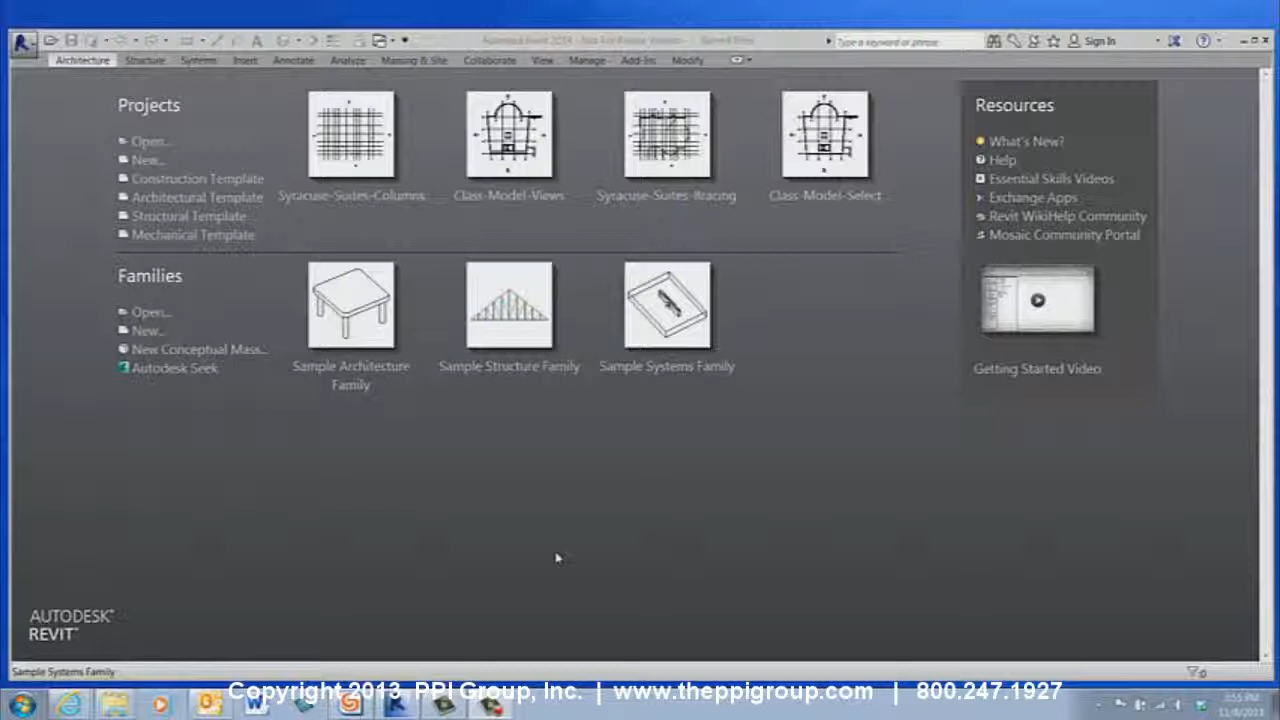 Type a keyword or phrase
Sign In
Architecture Structure Systems Insert Annotate Analyze Massing & Site Collaborate View Manage Add-Ins Modify
Projects
Open...
New...
Construction Template
Architectural Template
Structural Template
Mechanical Template
Syracuse-Suites-Columns
Class-Model-Views
Syracuse-Suites-Bracing
Class-Model-Select
Families
Open...
New...
New Conceptual Mass...
Autodesk Seek
Sample Architecture
Family
Sample Structure Family
Sample Systems Family
Resources
What's New?
Help
Essential Skills Videos
Exchange Apps
Revit WikiHelp Community
Mosaic Community Portal
Getting Started Video
AUTODESK
REVIT
Sample Systems Family
Copyright 2013 PPI Group, Inc. | www.theppigroup.com | 800.247.1927